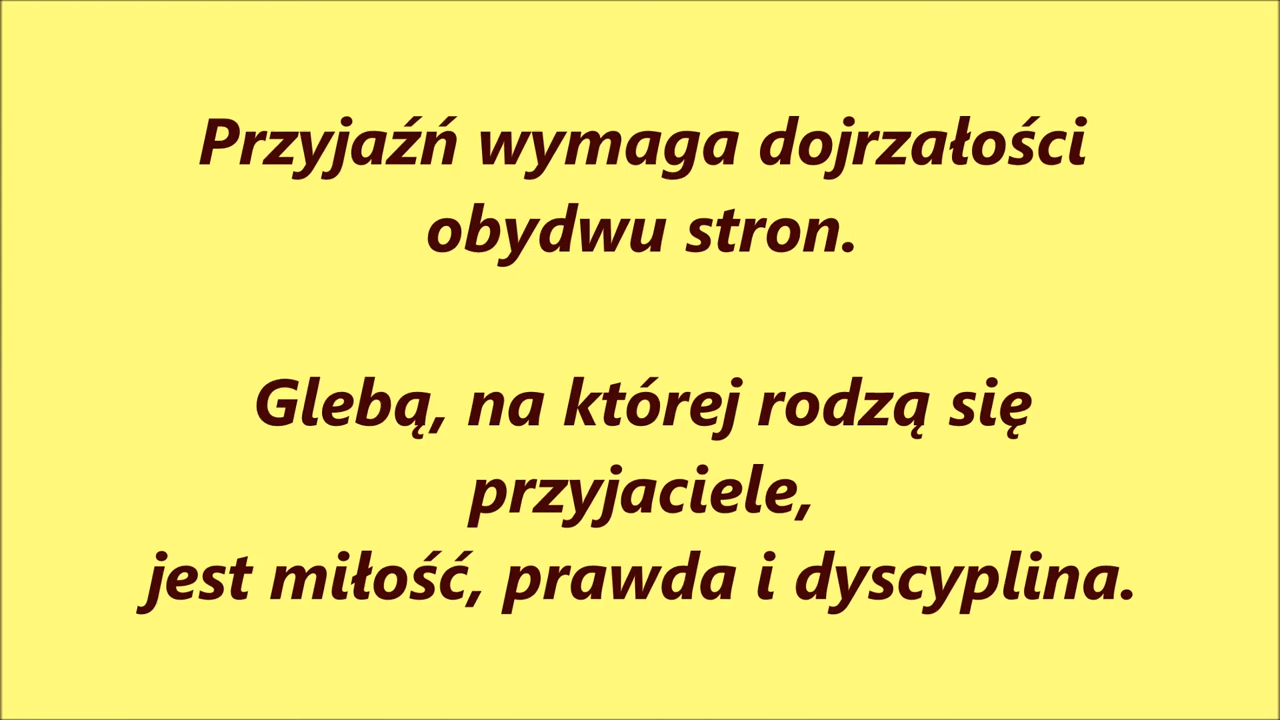 Przyjaźń wymaga dojrzałości
obydwu stron.
Glebą, na której rodzą się
przyjaciele,
jest miłość, prawda i dyscyplina.